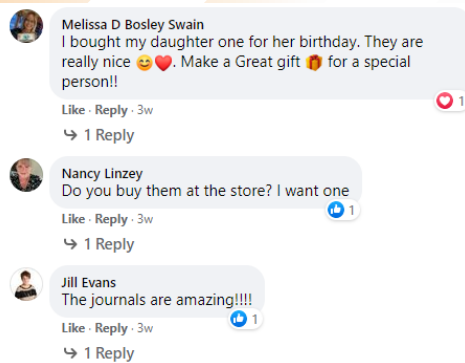 Melissa D Bosley Swain
I bought my daughter one for her birthday. They are
really nice 😊❤️. Make a Great gift 🎁 for a special
person!!
1
Like · Reply · 3w
1 Reply
Nancy Linzey
Do you buy them at the store? I want one
1
Like · Reply · 3w
1 Reply
Jill Evans
The journals are amazing!!!!
1
Like · Reply · 3w
1 Reply